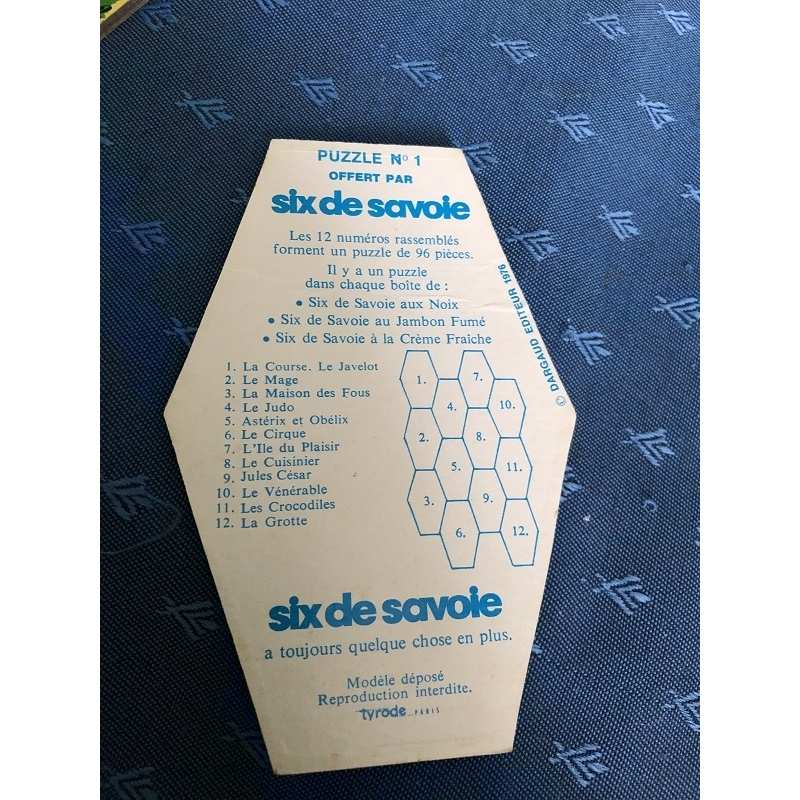 PUZZLE Nº 1
OFFERT PAR
six de savoie
Les 12 numéros rassemblés
forment un puzzle de 96 pièces.
Il y a un puzzle
dans chaque boîte de :
• Six de Savoie aux Noix
• Six de Savoie au Jambon Fumé
• Six de Savoie à la Crème Fraîche
© DARGAUD EDITEUR 1976
1. La Course. Le Javelot
2. Le Mage
3. La Maison des Fous
4. Le Judo
5. Astérix et Obélix
6. Le Cirque
7. L'Ile du Plaisir
8. Le Cuisinier
9. Jules César
10. Le Vénérable
11. Les Crocodiles
12. La Grotte
1.
7.
4.
10.
2.
8.
5.
11.
3.
9.
6.
12.
six de savoie
a toujours quelque chose en plus.
Modèle déposé
Reproduction interdite.
tyrode PARIS